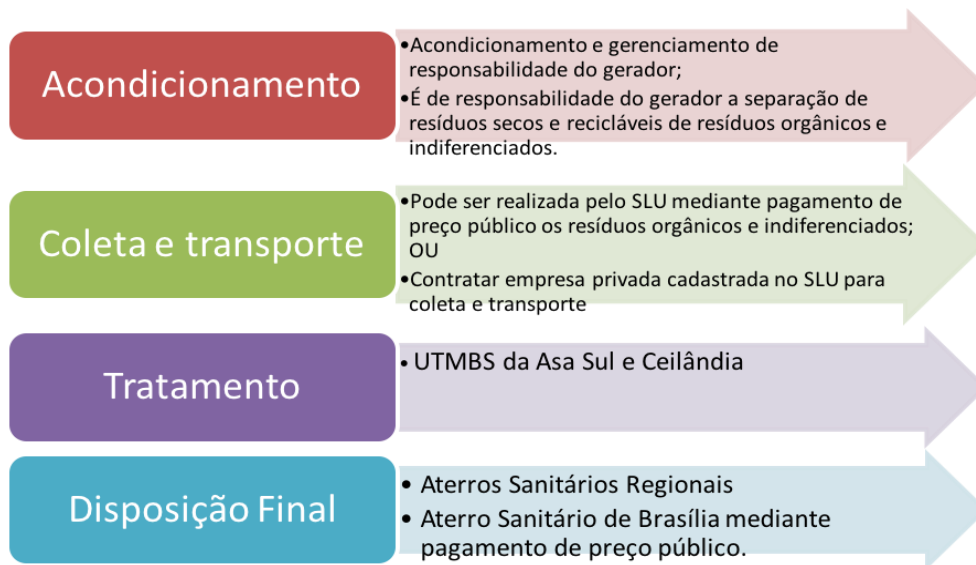 Acondicionamento
•Acondicionamento e gerenciamento de
responsabilidade do gerador;
•É de responsabilidade do gerador a separação de
resíduos secos e recicláveis de resíduos orgânicos e
indiferenciados.
Coleta e transporte
•Pode ser realizada pelo SLU mediante pagamento de
preço público os resíduos orgânicos e indiferenciados;
OU
•Contratar empresa privada cadastrada no SLU para
coleta e transporte
Tratamento
• UTMBS da Asa Sul e Ceilândia
Disposição Final
• Aterros Sanitários Regionais
• Aterro Sanitário de Brasília mediante
pagamento de preço público.